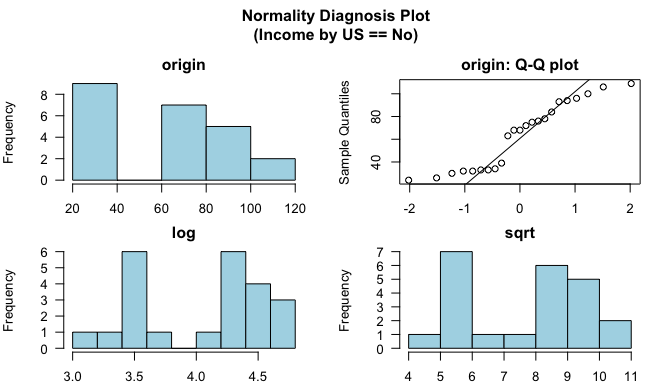 Normality Diagnosis Plot
(Income by US == No)
origin
Frequency
0 2 4 6 8
20 40 60 80 100 120
origin: Q-Q plot
Sample Quantiles
40 80
-2 -1 0 1 2
log
Frequency
0 1 2 3 4 5 6
3.0 3.5 4.0 4.5
sqrt
Frequency
0 1 2 3 4 5 6 7
4 5 6 7 8 9 10 11